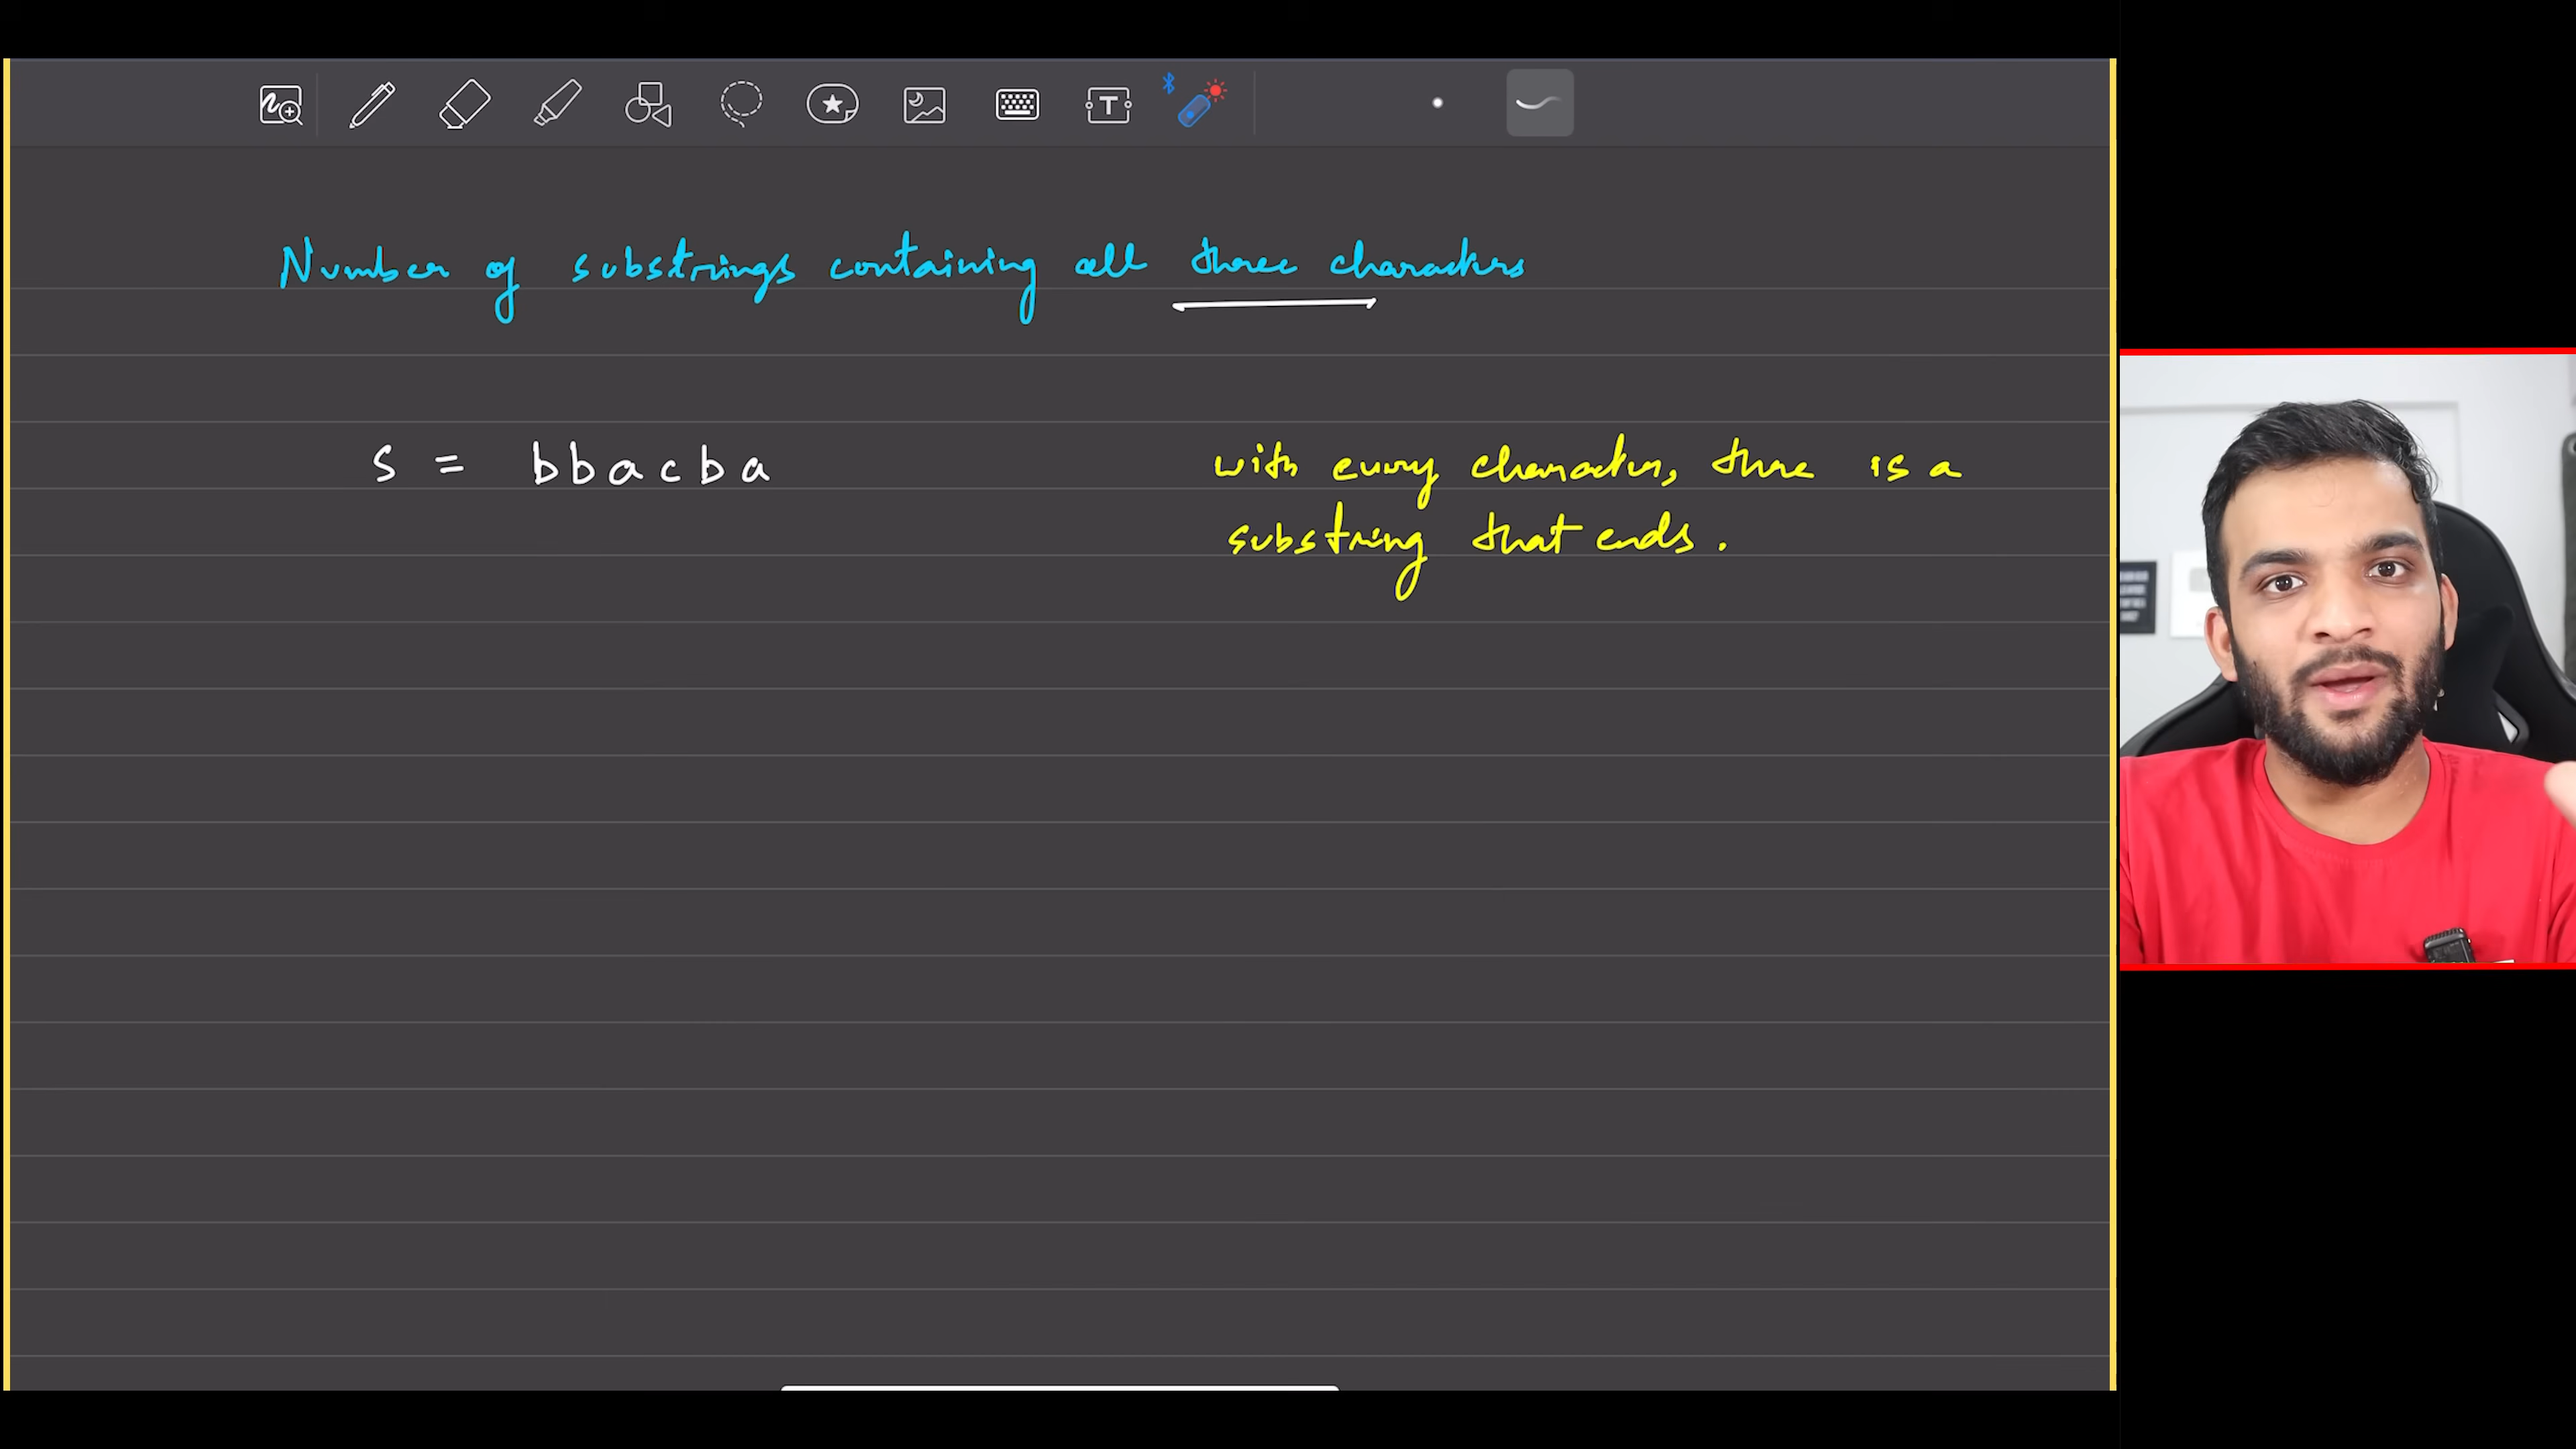 Number of substrings containing all three characters
s = bbacba
with every character, there is a
substring that ends.